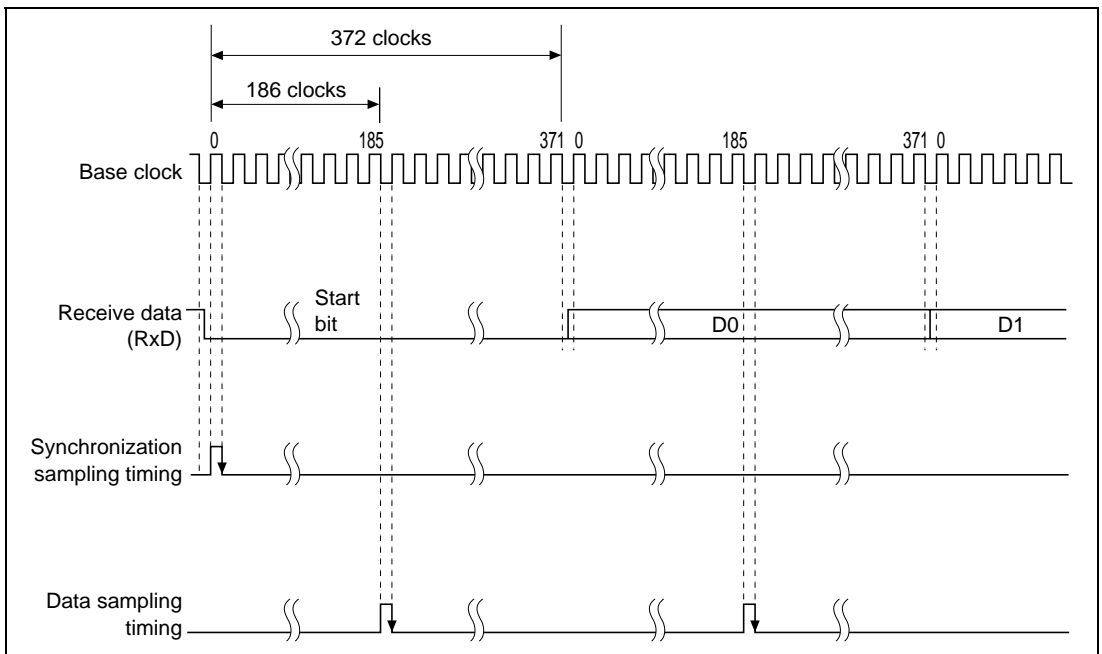 372 clocks
186 clocks
0 185 371 0 185 371 0
Base clock
Receive data
(RxD)
Start
bit
D0
D1
Synchronization
sampling timing
Data sampling
timing